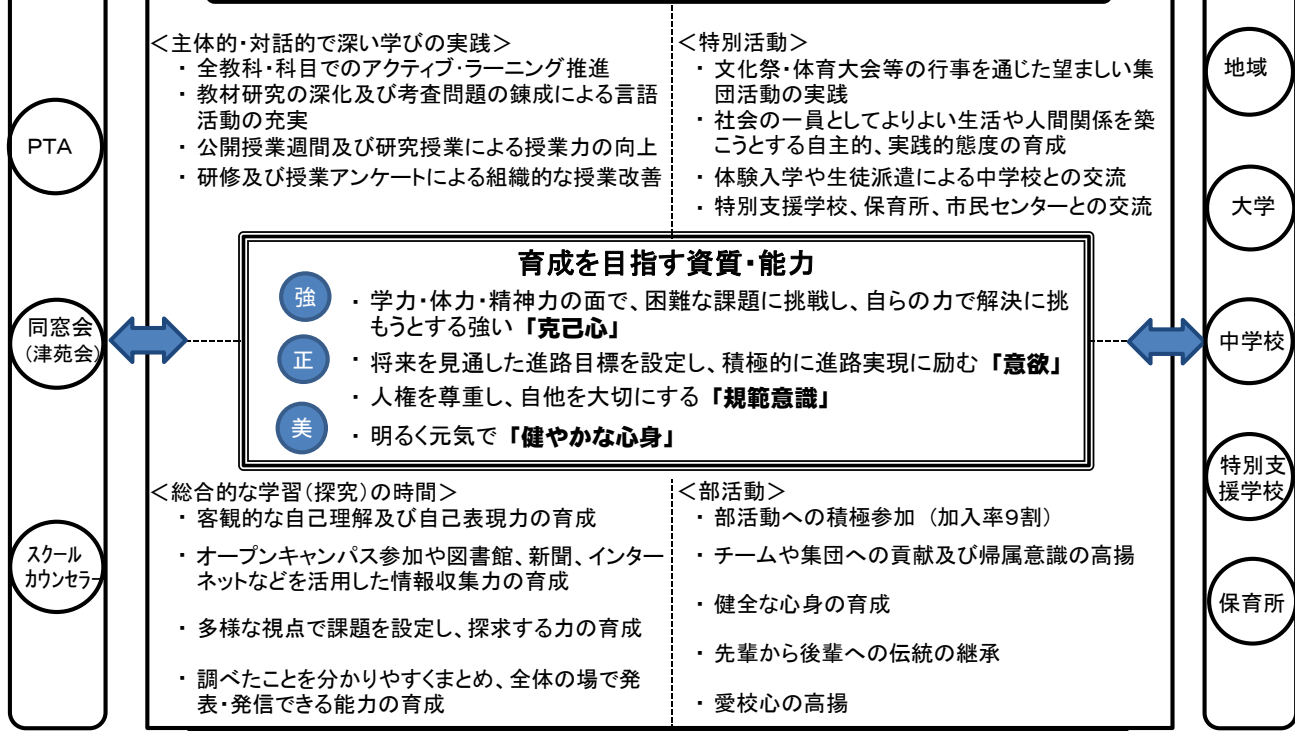 PTA
同窓会
(津苑会)
スクール
カウンセラー
＜主体的・対話的で深い学びの実践＞
・ 全教科・科目でのアクティブ・ラーニング推進
・ 教材研究の深化及び考査問題の錬成による言語
活動の充実
・ 公開授業週間及び研究授業による授業力の向上
・ 研修及び授業アンケートによる組織的な授業改善
＜特別活動＞
・ 文化祭・体育大会等の行事を通じた望ましい集
団活動の実践
・ 社会の一員としてよりよい生活や人間関係を築
こうとする自主的、実践的態度の育成
・ 体験入学や生徒派遣による中学校との交流
・ 特別支援学校、保育所、市民センターとの交流
育成を目指す資質・能力
強
・ 学力・体力・精神力の面で、困難な課題に挑戦し、自らの力で解決に挑
もうとする強い「克己心」
正
・ 将来を見通した進路目標を設定し、積極的に進路実現に励む「意欲」
・ 人権を尊重し、自他を大切にする「規範意識」
美
・ 明るく元気で「健やかな心身」
＜総合的な学習(探究)の時間＞
・ 客観的な自己理解及び自己表現力の育成
・ オープンキャンパス参加や図書館、新聞、インター
ネットなどを活用した情報収集力の育成
・ 多様な視点で課題を設定し、探求する力の育成
・ 調べたことを分かりやすくまとめ、全体の場で発
表・発信できる能力の育成
＜部活動＞
・ 部活動への積極参加 (加入率9割)
・ チームや集団への貢献及び帰属意識の高揚
・ 健全な心身の育成
・ 先輩から後輩への伝統の継承
・ 愛校心の高揚
地域
大学
中学校
特別支
援学校
保育所